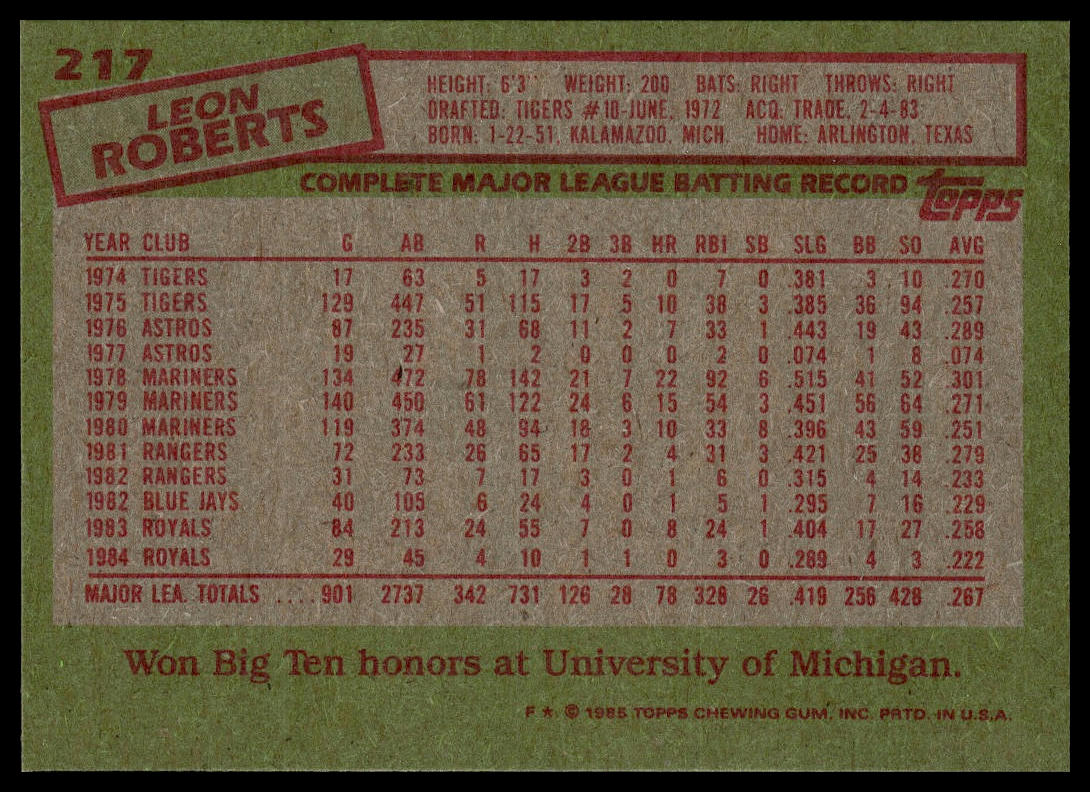 217
LEON
ROBERTS
HEIGHT: 6'3" WEIGHT: 200 BATS: RIGHT THROWS: RIGHT
DRAFTED: TIGERS #10-JUNE, 1972 ACQ: TRADE, 2-4-83
BORN: 1-22-51, KALAMAZOO, MICH. HOME: ARLINGTON, TEXAS
COMPLETE MAJOR LEAGUE BATTING RECORD
TOPPS
YEAR CLUB G AB R H 2B 3B HR RBI SB SLG BB SO AVG
1974 TIGERS 17 63 5 17 3 2 0 7 0 .381 3 10 .270
1975 TIGERS 129 447 51 115 17 5 10 38 3 .385 36 94 .257
1976 ASTROS 87 235 31 68 11 2 7 33 1 .443 19 43 .289
1977 ASTROS 19 27 1 2 0 0 0 2 0 .074 1 8 .074
1978 MARINERS 134 472 78 142 21 7 22 92 6 .515 41 52 .301
1979 MARINERS 140 450 61 122 24 6 15 54 3 .451 56 64 .271
1980 MARINERS 119 374 48 94 18 3 10 33 8 .396 43 59 .251
1981 RANGERS 72 233 26 65 17 2 4 31 3 .421 25 38 .279
1982 RANGERS 31 73 7 17 3 0 1 6 0 .315 4 14 .233
1982 BLUE JAYS 40 105 6 24 4 0 1 5 1 .295 7 16 .229
1983 ROYALS 84 213 24 55 7 0 8 24 1 .404 17 27 .258
1984 ROYALS 29 45 4 10 1 1 0 3 0 .289 4 3 .222
MAJOR LEA. TOTALS ....901 2737 342 731 126 28 78 328 26 .419 256 428 .267
Won Big Ten honors at University of Michigan.
F ★ © 1985 TOPPS CHEWING GUM, INC. PRTD. IN U.S.A.